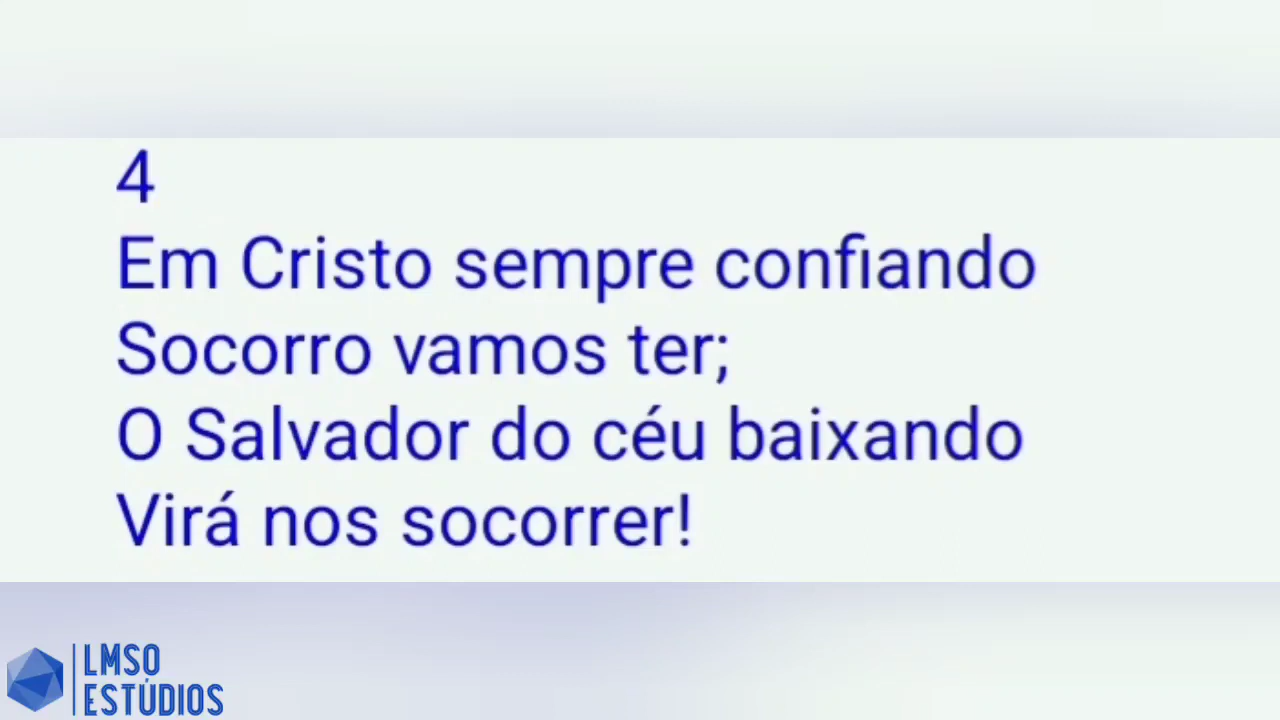 4
Em Cristo sempre confiando
Socorro vamos ter;
O Salvador do céu baixando
Virá nos socorrer!
LMSO
ESTÚDIOS